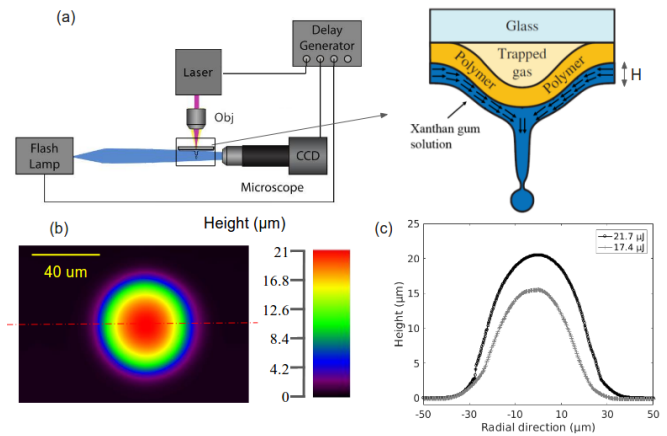 (a)
Delay
Generator
Laser
Obj
Flash
Lamp
CCD
Microscope
Glass
Trapped
gas
Polymer
Polymer
H
Xanthan gum
solution
(b)
Height (µm)
40 um
21
16.8
12.6
8.4
4.2
0
(c)
25
20
15
10
5
0
Height (µm)
21.7 µJ
17.4 µJ
-50 -30 -10 10 30 50
Radial direction (µm)